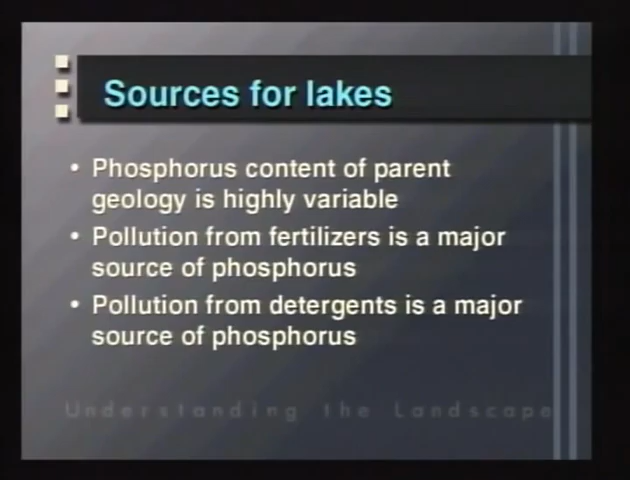 Sources for lakes
• Phosphorus content of parent
geology is highly variable
• Pollution from fertilizers is a major
source of phosphorus
• Pollution from detergents is a major
source of phosphorus
Understanding the Landscape